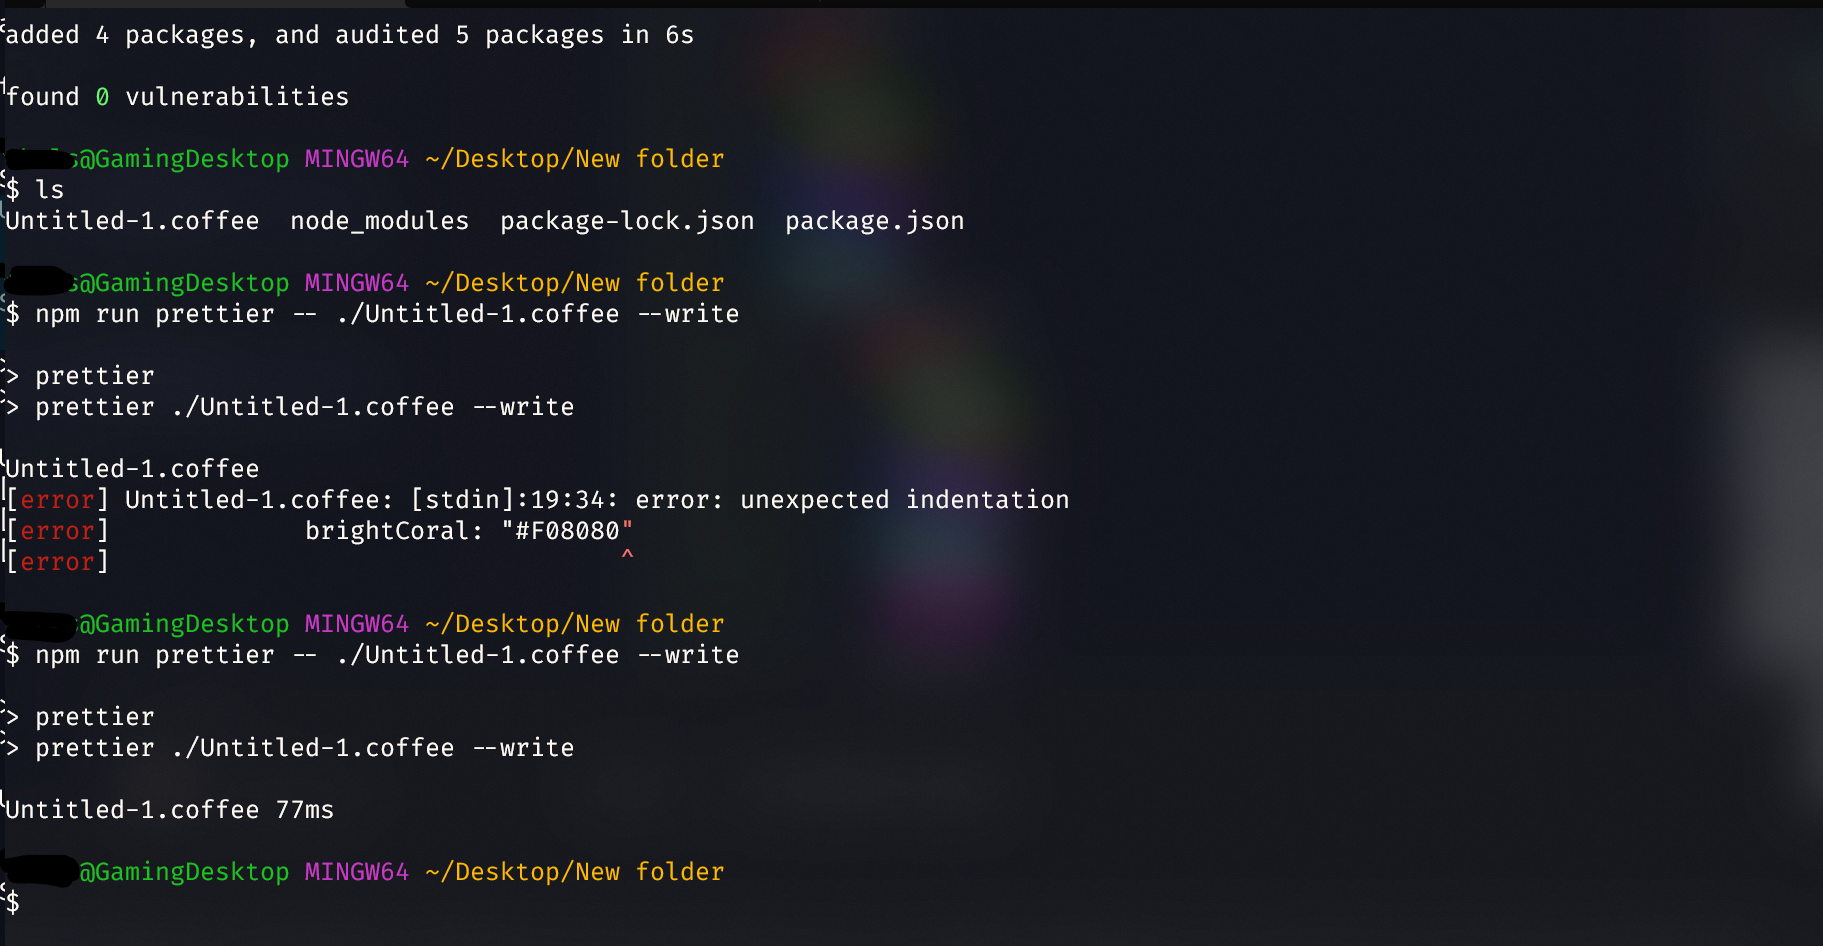 added 4 packages, and audited 5 packages in 6s
found 0 vulnerabilities
s@GamingDesktop MINGW64 ~/Desktop/New folder
$ ls
Untitled-1.coffee  node_modules  package-lock.json  package.json
s@GamingDesktop MINGW64 ~/Desktop/New folder
$ npm run prettier -- ./Untitled-1.coffee --write
> prettier
> prettier ./Untitled-1.coffee --write
Untitled-1.coffee
[error] Untitled-1.coffee: [stdin]:19:34: error: unexpected indentation
[error]             brightCoral: "#F08080"
[error]                                  ^
@GamingDesktop MINGW64 ~/Desktop/New folder
$ npm run prettier -- ./Untitled-1.coffee --write
> prettier
> prettier ./Untitled-1.coffee --write
Untitled-1.coffee 77ms
@GamingDesktop MINGW64 ~/Desktop/New folder
$